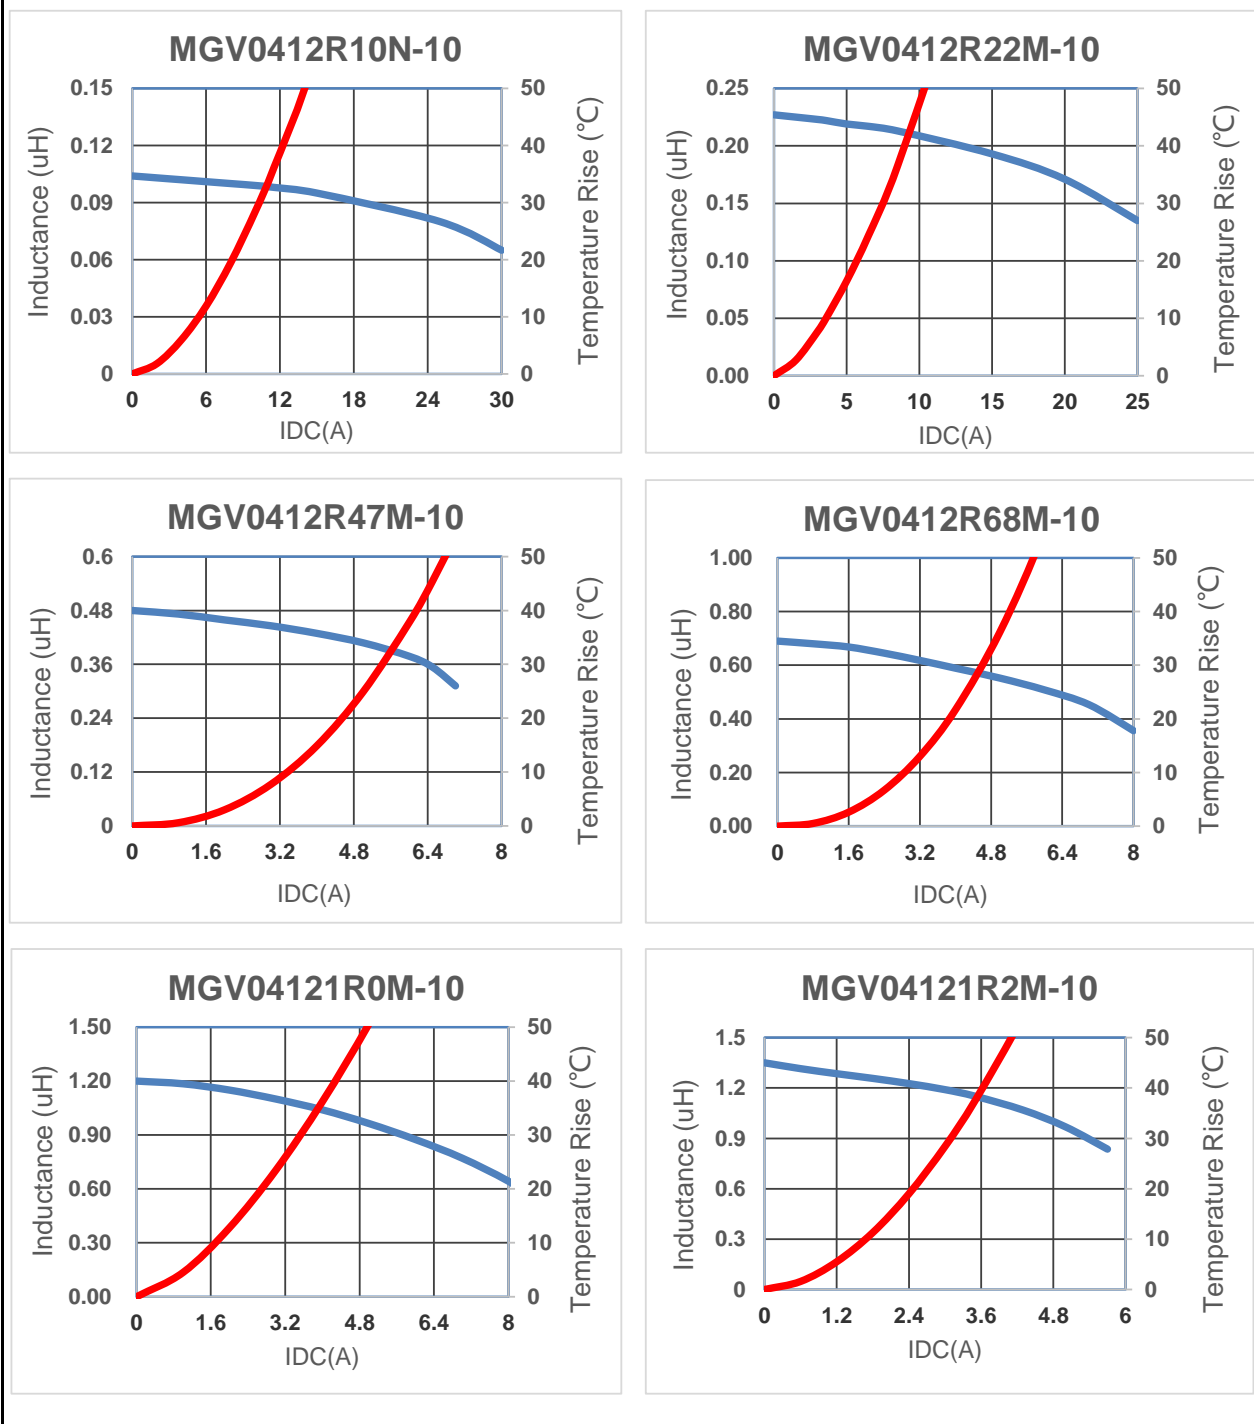 MGV0412R10N-10
Inductance (uH)
0.15
0.12
0.09
0.06
0.03
0
50
40
30
20
10
0
Temperature Rise (℃)
0 6 12 18 24 30
IDC(A)
MGV0412R22M-10
Inductance (uH)
0.25
0.20
0.15
0.10
0.05
0.00
50
40
30
20
10
0
Temperature Rise (℃)
0 5 10 15 20 25
IDC(A)
MGV0412R47M-10
Inductance (uH)
0.6
0.48
0.36
0.24
0.12
0
50
40
30
20
10
0
Temperature Rise (℃)
0 1.6 3.2 4.8 6.4 8
IDC(A)
MGV0412R68M-10
Inductance (uH)
1.00
0.80
0.60
0.40
0.20
0.00
50
40
30
20
10
0
Temperature Rise (℃)
0 1.6 3.2 4.8 6.4 8
IDC(A)
MGV04121R0M-10
Inductance (uH)
1.50
1.20
0.90
0.60
0.30
0.00
50
40
30
20
10
0
Temperature Rise (℃)
0 1.6 3.2 4.8 6.4 8
IDC(A)
MGV04121R2M-10
Inductance (uH)
1.5
1.2
0.9
0.6
0.3
0
50
40
30
20
10
0
Temperature Rise (℃)
0 1.2 2.4 3.6 4.8 6
IDC(A)